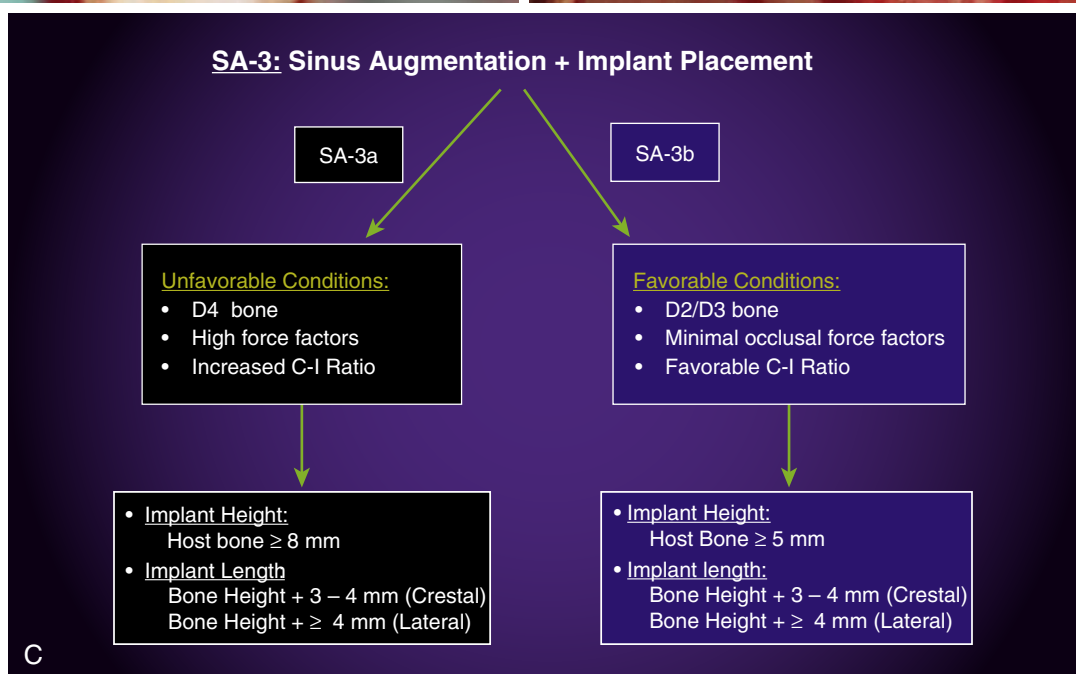 SA-3: Sinus Augmentation + Implant Placement
SA-3a
SA-3b
Unfavorable Conditions:
• D4 bone
• High force factors
• Increased C-I Ratio
Favorable Conditions:
• D2/D3 bone
• Minimal occlusal force factors
• Favorable C-I Ratio
• Implant Height:
Host bone ≥ 8 mm
• Implant Length
Bone Height + 3 – 4 mm (Crestal)
Bone Height + ≥ 4 mm (Lateral)
• Implant Height:
Host Bone ≥ 5 mm
• Implant length:
Bone Height + 3 – 4 mm (Crestal)
Bone Height + ≥ 4 mm (Lateral)
C